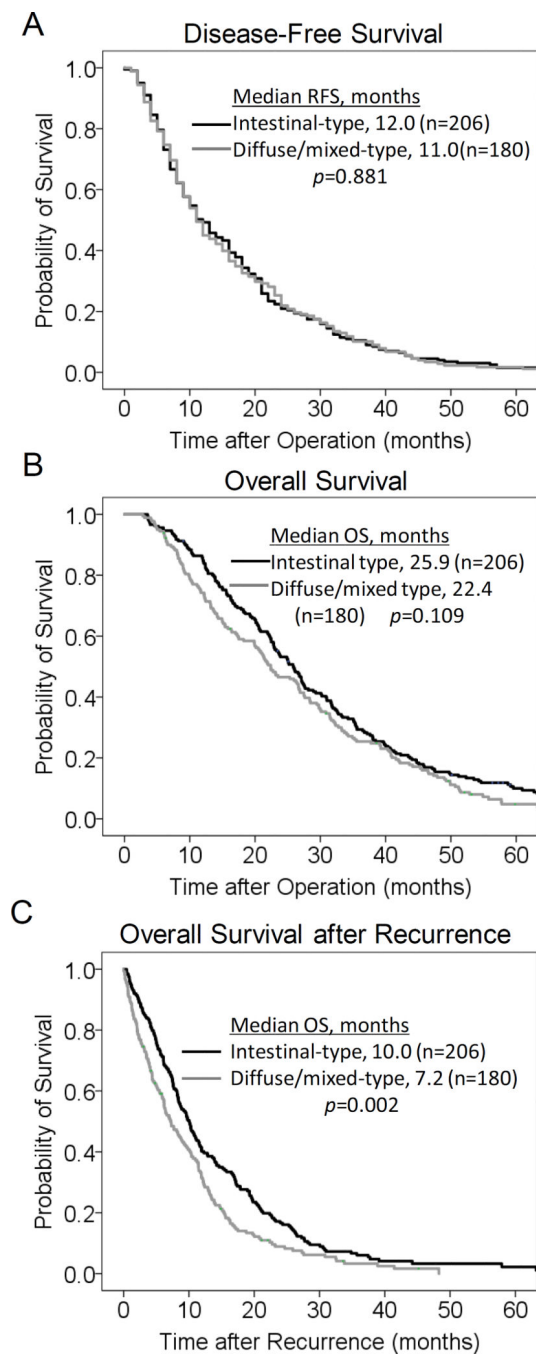 A
Disease-Free Survival
1.0
0.8
0.6
0.4
0.2
0.0
Probability of Survival
Median RFS, months
Intestinal-type, 12.0 (n=206)
Diffuse/mixed-type, 11.0(n=180)
p=0.881
0 10 20 30 40 50 60
Time after Operation (months)
B
Overall Survival
1.0
0.8
0.6
0.4
0.2
0.0
Probability of Survival
Median OS, months
Intestinal type, 25.9 (n=206)
Diffuse/mixed type, 22.4
(n=180) p=0.109
0 10 20 30 40 50 60
Time after Operation (months)
C
Overall Survival after Recurrence
1.0
0.8
0.6
0.4
0.2
0.0
Probability of Survival
Median OS, months
Intestinal-type, 10.0 (n=206)
Diffuse/mixed-type, 7.2 (n=180)
p=0.002
0 10 20 30 40 50 60
Time after Recurrence (months)